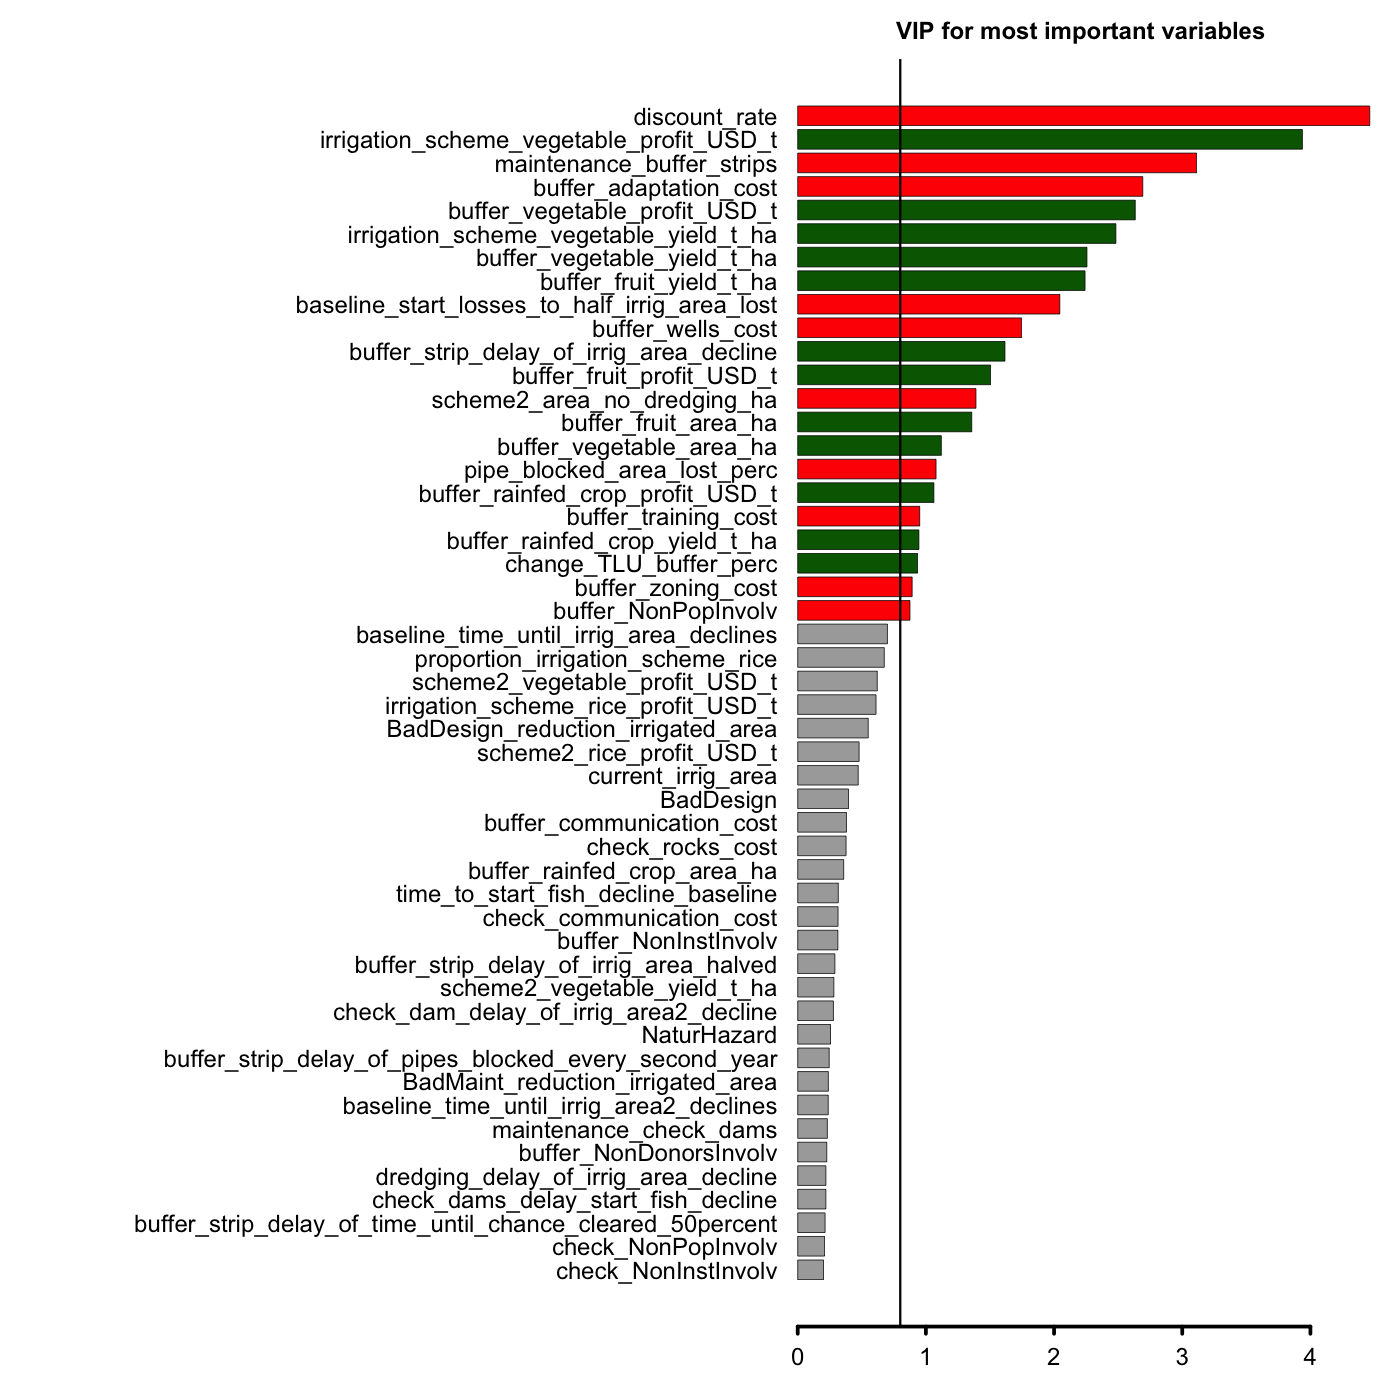 VIP for most important variables
discount_rate
irrigation_scheme_vegetable_profit_USD_t
maintenance_buffer_strips
buffer_adaptation_cost
buffer_vegetable_profit_USD_t
irrigation_scheme_vegetable_yield_t_ha
buffer_vegetable_yield_t_ha
buffer_fruit_yield_t_ha
baseline_start_losses_to_half_irrig_area_lost
buffer_wells_cost
buffer_strip_delay_of_irrig_area_decline
buffer_fruit_profit_USD_t
scheme2_area_no_dredging_ha
buffer_fruit_area_ha
buffer_vegetable_area_ha
pipe_blocked_area_lost_perc
buffer_rainfed_crop_profit_USD_t
buffer_training_cost
buffer_rainfed_crop_yield_t_ha
change_TLU_buffer_perc
buffer_zoning_cost
buffer_NonPopInvolv
baseline_time_until_irrig_area_declines
proportion_irrigation_scheme_rice
scheme2_vegetable_profit_USD_t
irrigation_scheme_rice_profit_USD_t
BadDesign_reduction_irrigated_area
scheme2_rice_profit_USD_t
current_irrig_area
BadDesign
buffer_communication_cost
check_rocks_cost
buffer_rainfed_crop_area_ha
time_to_start_fish_decline_baseline
check_communication_cost
buffer_NonInstInvolv
buffer_strip_delay_of_irrig_area_halved
scheme2_vegetable_yield_t_ha
check_dam_delay_of_irrig_area2_decline
NaturHazard
buffer_strip_delay_of_pipes_blocked_every_second_year
BadMaint_reduction_irrigated_area
baseline_time_until_irrig_area2_declines
maintenance_check_dams
buffer_NonDonorsInvolv
dredging_delay_of_irrig_area_decline
check_dams_delay_start_fish_decline
buffer_strip_delay_of_time_until_chance_cleared_50percent
check_NonPopInvolv
check_NonInstInvolv
0 1 2 3 4